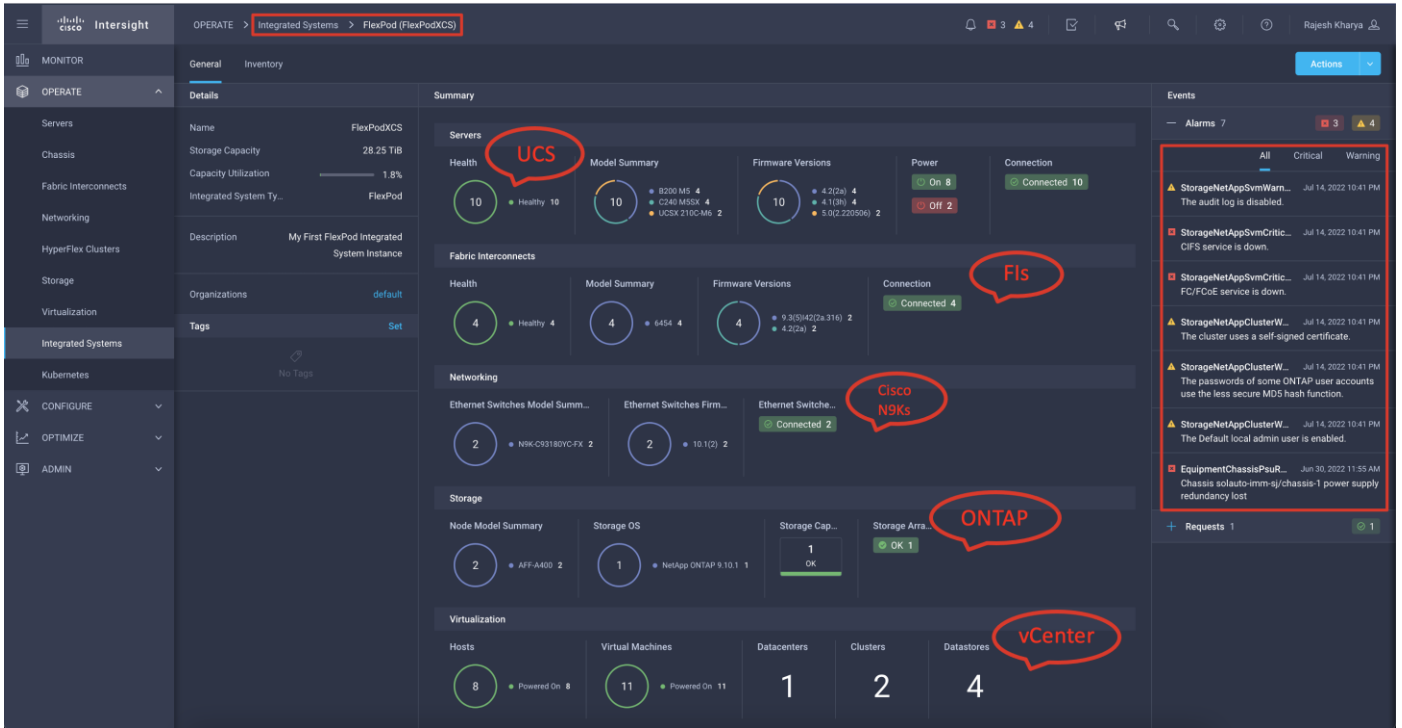 cisco Intersight
OPERATE > Integrated Systems > FlexPod (FlexPodXCS)
3 4
Rajesh Kharya
MONITOR
OPERATE
Servers
Chassis
Fabric Interconnects
Networking
HyperFlex Clusters
Storage
Virtualization
Integrated Systems
Kubernetes
CONFIGURE
OPTIMIZE
ADMIN
General Inventory
Actions
Details
Name FlexPodXCS
Storage Capacity 28.25 TiB
Capacity Utilization 1.8%
Integrated System Ty... FlexPod
Description My First FlexPod Integrated
System Instance
Organizations default
Tags Set
No Tags
Summary
Servers
UCS
Health Model Summary Firmware Versions Power Connection
10 Healthy 10
10 B200 M5 4
C240 M5SX 4
UCSX 210C-M6 2
10 4.2(2a) 4
4.1(3h) 4
5.0(2.220506) 2
On 8
Off 2
Connected 10
Fabric Interconnects
FIs
Health Model Summary Firmware Versions Connection
4 Healthy 4
4 6454 4
4 9.3(5)I42(2a.316) 2
4.2(2a) 2
Connected 4
Networking
Cisco
N9Ks
Ethernet Switches Model Summ... Ethernet Switches Firm... Ethernet Switche...
2 N9K-C93180YC-FX 2
2 10.1(2) 2
Connected 2
Storage
ONTAP
Node Model Summary Storage OS Storage Cap... Storage Arra...
2 AFF-A400 2
1 NetApp ONTAP 9.10.1 1
1
OK
OK 1
Virtualization
vCenter
Hosts Virtual Machines Datacenters Clusters Datastores
8 Powered On 8
11 Powered On 11
1 2 4
Events
Alarms 7 3 4
All Critical Warning
StorageNetAppSvmWarn... Jul 14, 2022 10:41 PM
The audit log is disabled.
StorageNetAppSvmCritic... Jul 14, 2022 10:41 PM
CIFS service is down.
StorageNetAppSvmCritic... Jul 14, 2022 10:41 PM
FC/FCoE service is down.
StorageNetAppClusterW... Jul 14, 2022 10:41 PM
The cluster uses a self-signed certificate.
StorageNetAppClusterW... Jul 14, 2022 10:41 PM
The passwords of some ONTAP user accounts
use the less secure MD5 hash function.
StorageNetAppClusterW... Jul 14, 2022 10:41 PM
The Default local admin user is enabled.
EquipmentChassisPsuR... Jun 30, 2022 11:55 AM
Chassis solauto-imm-sj/chassis-1 power supply
redundancy lost
Requests 1 1